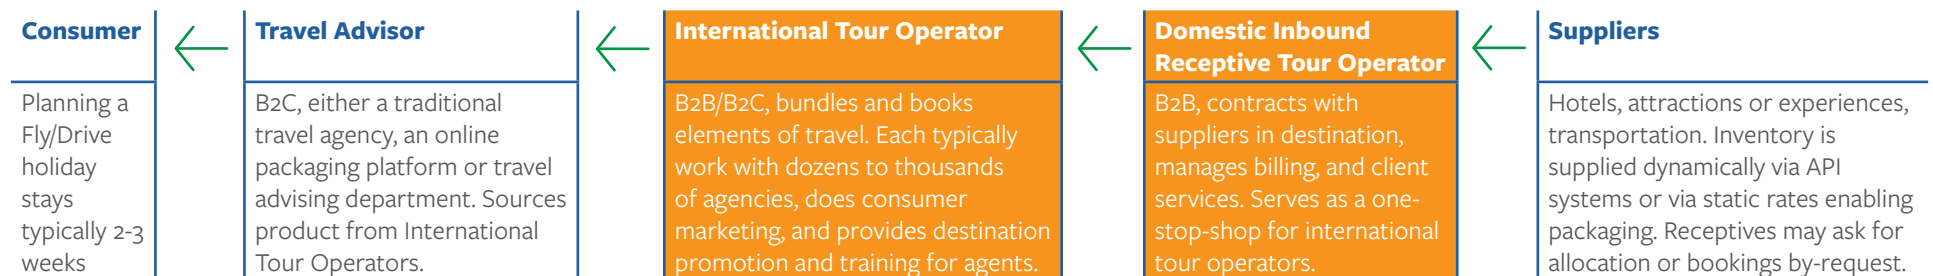 Consumer
Planning a
Fly/Drive
holiday
stays
typically 2-3
weeks
Travel Advisor
B2C, either a traditional
travel agency, an online
packaging platform or travel
advising department. Sources
product from International
Tour Operators.
International Tour Operator
B2B/B2C, bundles and books
elements of travel. Each typically
work with dozens to thousands
of agencies, does consumer
marketing, and provides destination
promotion and training for agents.
Domestic Inbound
Receptive Tour Operator
B2B, contracts with
suppliers in destination,
manages billing, and client
services. Serves as a one-
stop-shop for international
tour operators.
Suppliers
Hotels, attractions or experiences,
transportation. Inventory is
supplied dynamically via API
systems or via static rates enabling
packaging. Receptives may ask for
allocation or bookings by-request.